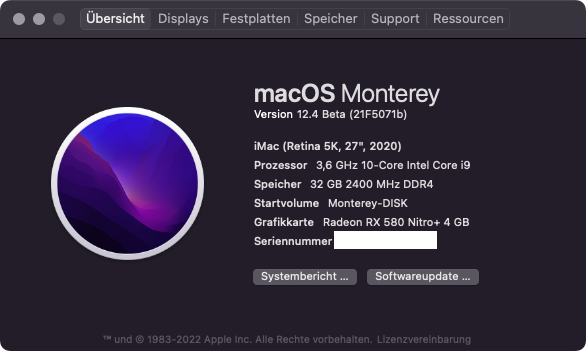 Übersicht Displays Festplatten Speicher Support Ressourcen
macOS Monterey
Version 12.4 Beta (21F5071b)
iMac (Retina 5K, 27", 2020)
Prozessor 3,6 GHz 10-Core Intel Core i9
Speicher 32 GB 2400 MHz DDR4
Startvolume Monterey-DISK
Grafikkarte Radeon RX 580 Nitro+ 4 GB
Seriennummer
Systembericht ... Softwareupdate ...
™ und © 1983-2022 Apple Inc. Alle Rechte vorbehalten. Lizenzvereinbarung